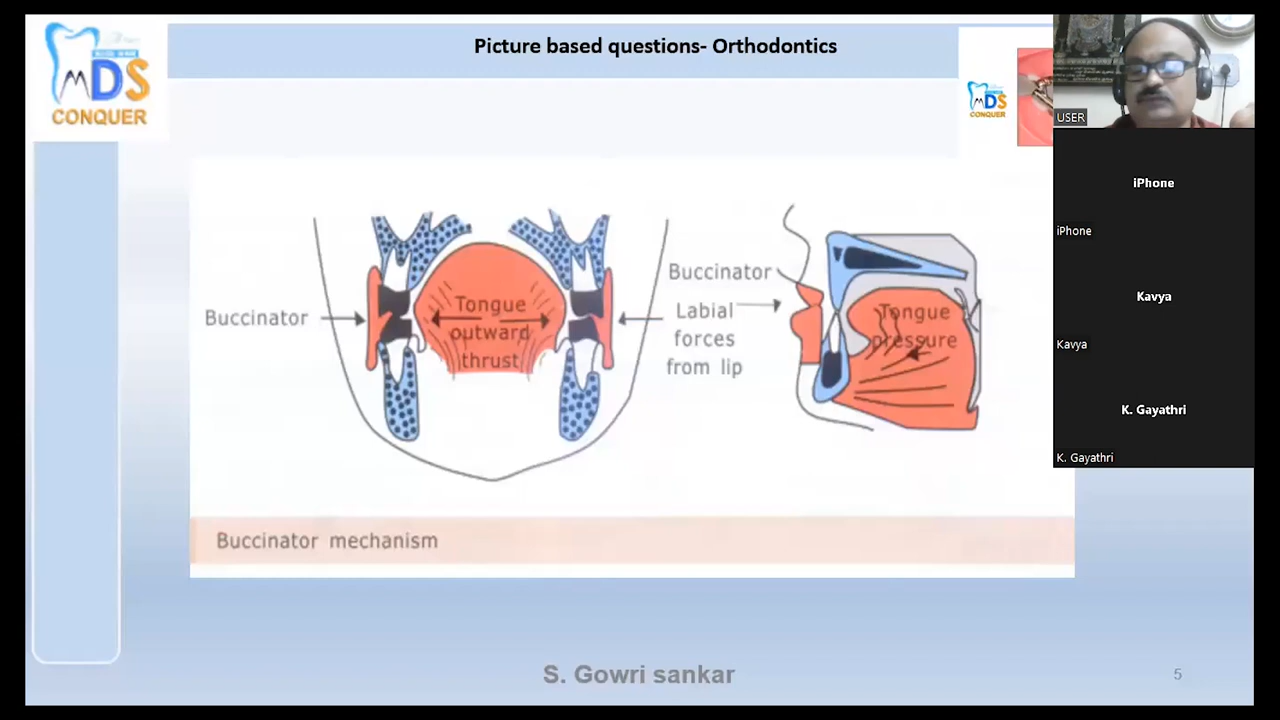 Picture based questions- Orthodontics
MDS
CONQUER
MDS
CONQUER
USER
iPhone
iPhone
Kavya
Kavya
K. Gayathri
K. Gayathri
Buccinator
Tongue
outward
thrust
Buccinator
Labial
forces
from lip
Tongue
pressure
Buccinator mechanism
S. Gowri sankar
5